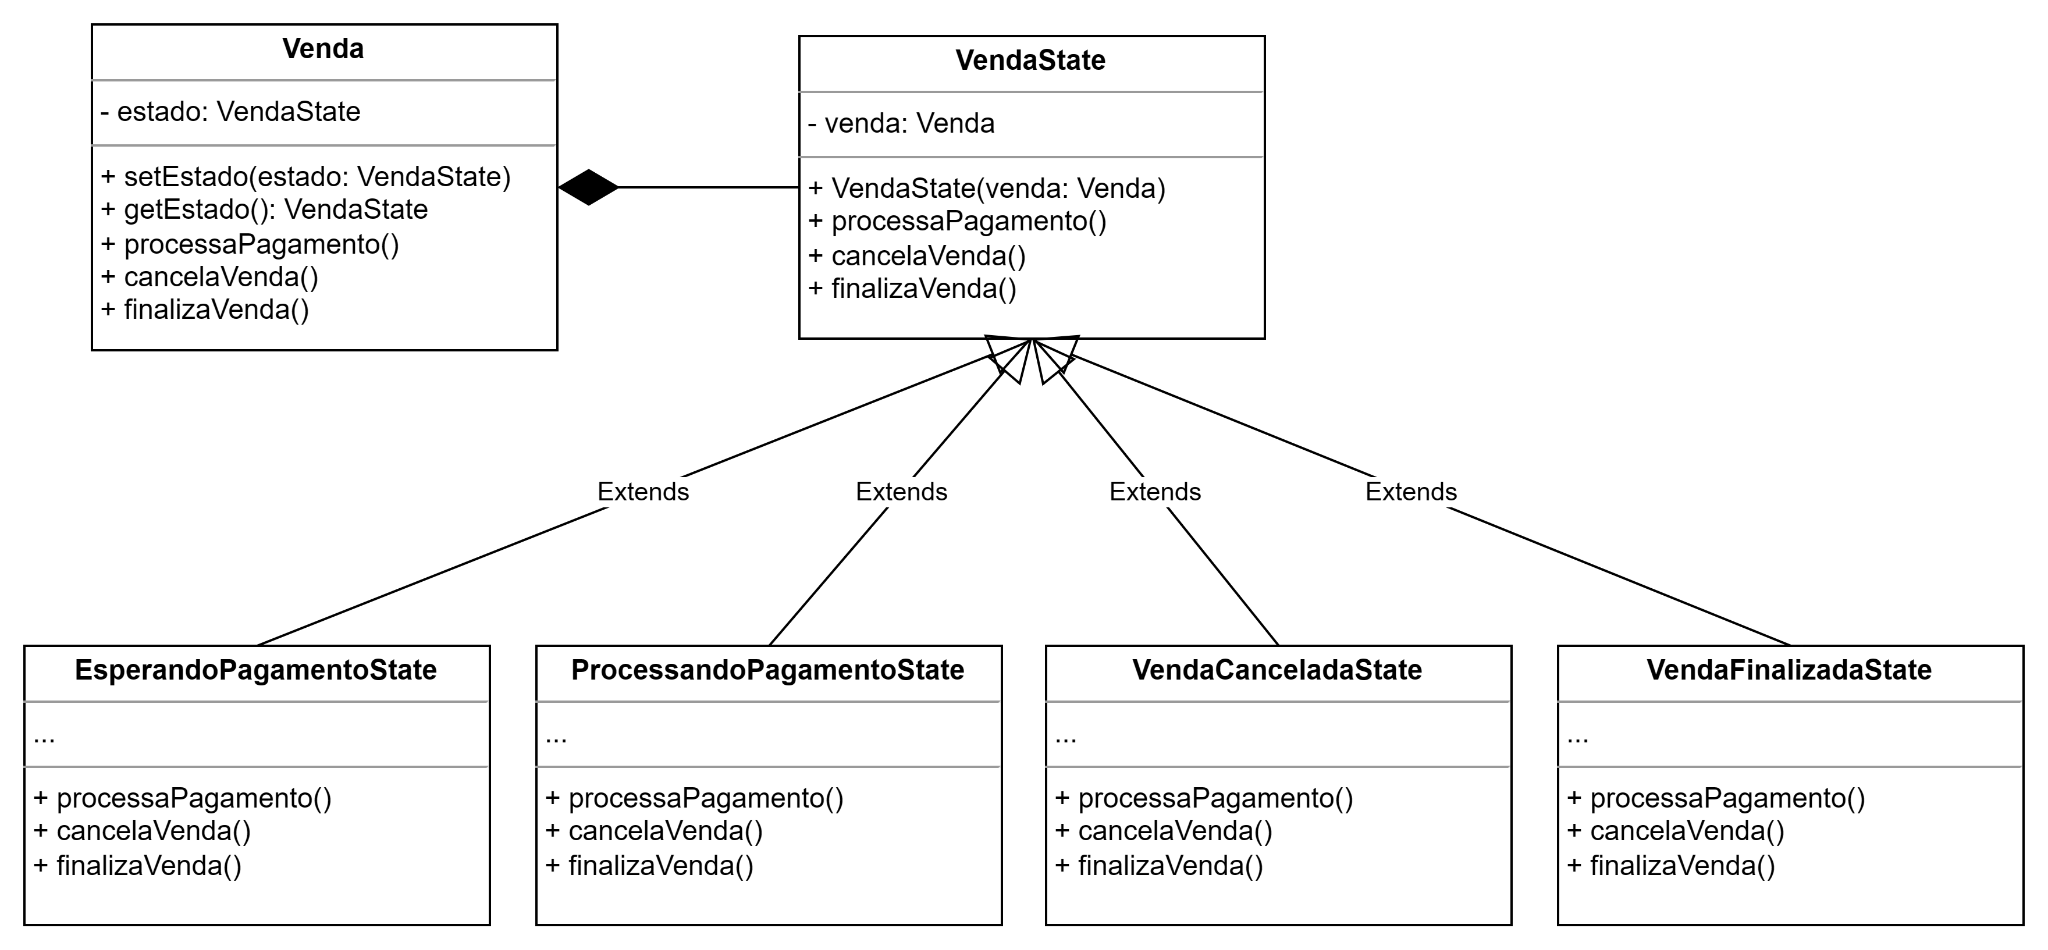 Venda
- estado: VendaState
+ setEstado(estado: VendaState)
+ getEstado(): VendaState
+ processaPagamento()
+ cancelaVenda()
+ finalizaVenda()
VendaState
- venda: Venda
+ VendaState(venda: Venda)
+ processaPagamento()
+ cancelaVenda()
+ finalizaVenda()
Extends
Extends
Extends
Extends
EsperandoPagamentoState
...
+ processaPagamento()
+ cancelaVenda()
+ finalizaVenda()
ProcessandoPagamentoState
...
+ processaPagamento()
+ cancelaVenda()
+ finalizaVenda()
VendaCanceladaState
...
+ processaPagamento()
+ cancelaVenda()
+ finalizaVenda()
VendaFinalizadaState
...
+ processaPagamento()
+ cancelaVenda()
+ finalizaVenda()